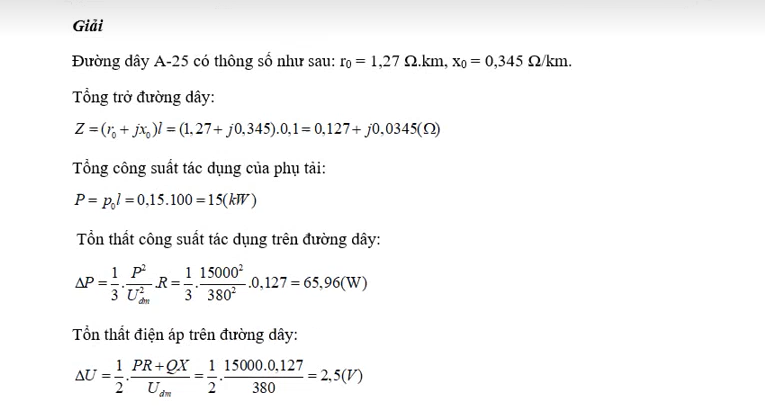 Giải
Đường dây A-25 có thông số như sau: r₀ = 1,27 Ω.km, x₀ = 0,345 Ω/km.
Tổng trở đường dây:
Z = (r₀ + jx₀)l = (1,27 + j0,345).0,1 = 0,127 + j0,0345(Ω)
Tổng công suất tác dụng của phụ tải:
P = p₀l = 0,15.100 = 15(kW)
Tổn thất công suất tác dụng trên đường dây:
ΔP = 1/3 . P²/U²đm .R = 1/3 . 15000²/380² .0,127 = 65,96(W)
Tổn thất điện áp trên đường dây:
ΔU = 1/2 . (PR + QX)/Uđm = 1/2 . 15000.0,127/380 = 2,5(V)